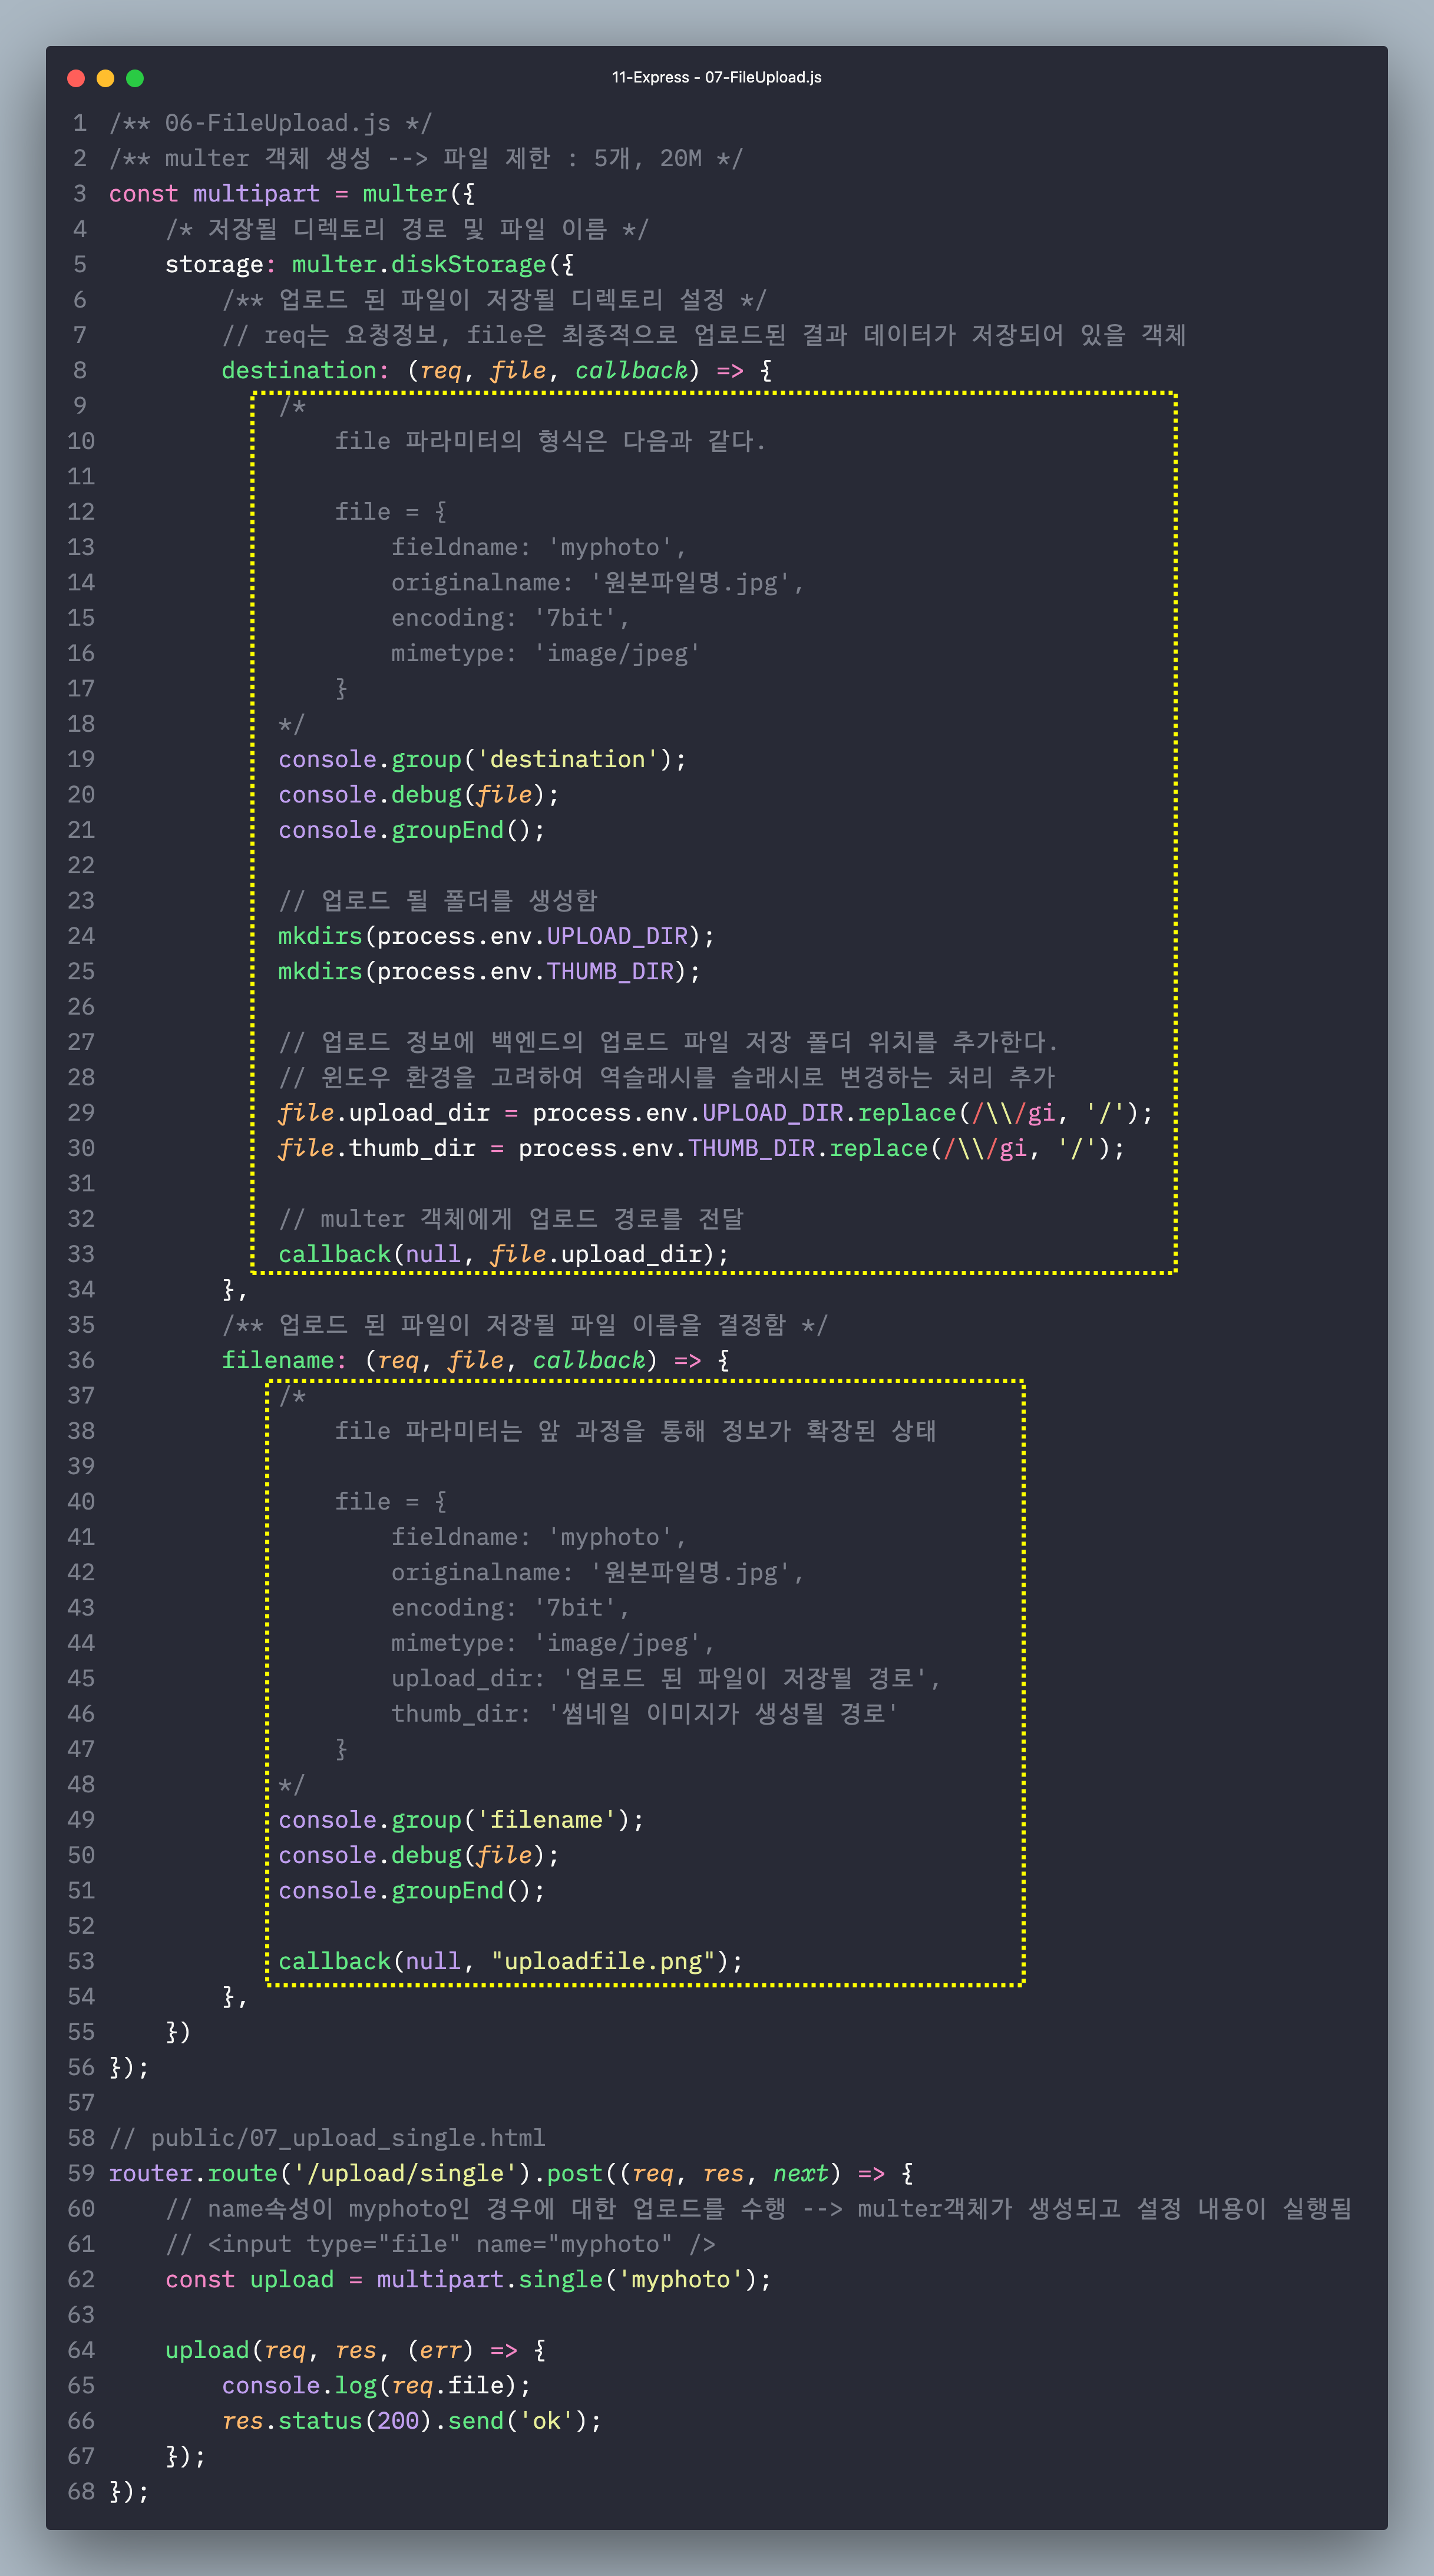 11-Express - 07-FileUpload.js
1 /** 06-FileUpload.js */
2 /** multer 객체 생성 --> 파일 제한 : 5개, 20M */
3 const multipart = multer({
4     /* 저장될 디렉토리 경로 및 파일 이름 */
5     storage: multer.diskStorage({
6         /** 업로드 된 파일이 저장될 디렉토리 설정 */
7         // req는 요청정보, file은 최종적으로 업로드된 결과 데이터가 저장되어 있을 객체
8         destination: (req, file, callback) => {
9             /*
10                 file 파라미터의 형식은 다음과 같다.
11
12                 file = {
13                     fieldname: 'myphoto',
14                     originalname: '원본파일명.jpg',
15                     encoding: '7bit',
16                     mimetype: 'image/jpeg'
17                 }
18             */
19             console.group('destination');
20             console.debug(file);
21             console.groupEnd();
22
23             // 업로드 될 폴더를 생성함
24             mkdirs(process.env.UPLOAD_DIR);
25             mkdirs(process.env.THUMB_DIR);
26
27             // 업로드 정보에 백엔드의 업로드 파일 저장 폴더 위치를 추가한다.
28             // 윈도우 환경을 고려하여 역슬래시를 슬래시로 변경하는 처리 추가
29             file.upload_dir = process.env.UPLOAD_DIR.replace(/\\/gi, '/');
30             file.thumb_dir = process.env.THUMB_DIR.replace(/\\/gi, '/');
31
32             // multer 객체에게 업로드 경로를 전달
33             callback(null, file.upload_dir);
34         },
35         /** 업로드 된 파일이 저장될 파일 이름을 결정함 */
36         filename: (req, file, callback) => {
37             /*
38                 file 파라미터는 앞 과정을 통해 정보가 확장된 상태
39
40                 file = {
41                     fieldname: 'myphoto',
42                     originalname: '원본파일명.jpg',
43                     encoding: '7bit',
44                     mimetype: 'image/jpeg',
45                     upload_dir: '업로드 된 파일이 저장될 경로',
46                     thumb_dir: '썸네일 이미지가 생성될 경로'
47                 }
48             */
49             console.group('filename');
50             console.debug(file);
51             console.groupEnd();
52
53             callback(null, "uploadfile.png");
54         },
55     })
56 });
57
58 // public/07_upload_single.html
59 router.route('/upload/single').post((req, res, next) => {
60     // name속성이 myphoto인 경우에 대한 업로드를 수행 --> multer객체가 생성되고 설정 내용이 실행됨
61     // <input type="file" name="myphoto" />
62     const upload = multipart.single('myphoto');
63
64     upload(req, res, (err) => {
65         console.log(req.file);
66         res.status(200).send('ok');
67     });
68 });